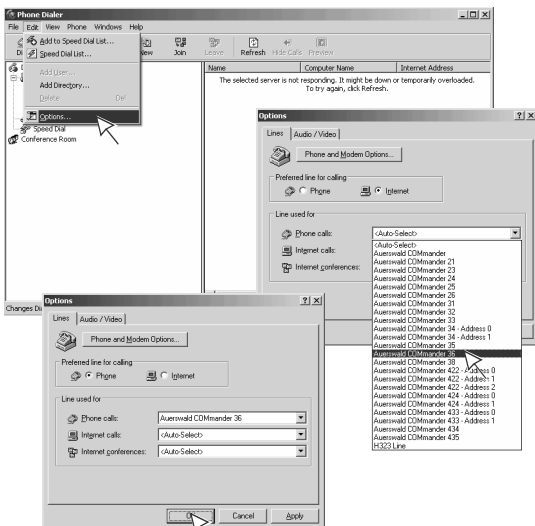 Phone Dialer
File Edit View Phone Windows Help
Add to Speed Dial List...
Speed Dial List...
Add User...
Add Directory...
Delete Del
Options...
New Join Leave Refresh Hide Calls Preview
Speed Dial
Conference Room
Name Computer Name Internet Address
The selected server is not responding. It might be down or temporarily overloaded.
To try again, click Refresh.
Options
Lines Audio / Video
Phone and Modem Options...
Preferred line for calling
Phone Internet
Line used for
Phone calls: <Auto-Select>
Internet calls:
Internet conferences:
<Auto-Select>
Auerswald COMmander
Auerswald COMmander 21
Auerswald COMmander 23
Auerswald COMmander 24
Auerswald COMmander 25
Auerswald COMmander 26
Auerswald COMmander 31
Auerswald COMmander 32
Auerswald COMmander 33
Auerswald COMmander 34 - Address 0
Auerswald COMmander 34 - Address 1
Auerswald COMmander 35
Auerswald COMmander 36
Auerswald COMmander 38
Auerswald COMmander 422 - Address 0
Auerswald COMmander 422 - Address 1
Auerswald COMmander 422 - Address 2
Auerswald COMmander 424 - Address 0
Auerswald COMmander 424 - Address 1
Auerswald COMmander 433 - Address 0
Auerswald COMmander 433 - Address 1
Auerswald COMmander 434
Auerswald COMmander 435
H323 Line
Options
Lines Audio / Video
Phone and Modem Options...
Preferred line for calling
Phone Internet
Line used for
Phone calls: Auerswald COMmander 36
Internet calls: <Auto-Select>
Internet conferences: <Auto-Select>
Cancel Apply
Changes